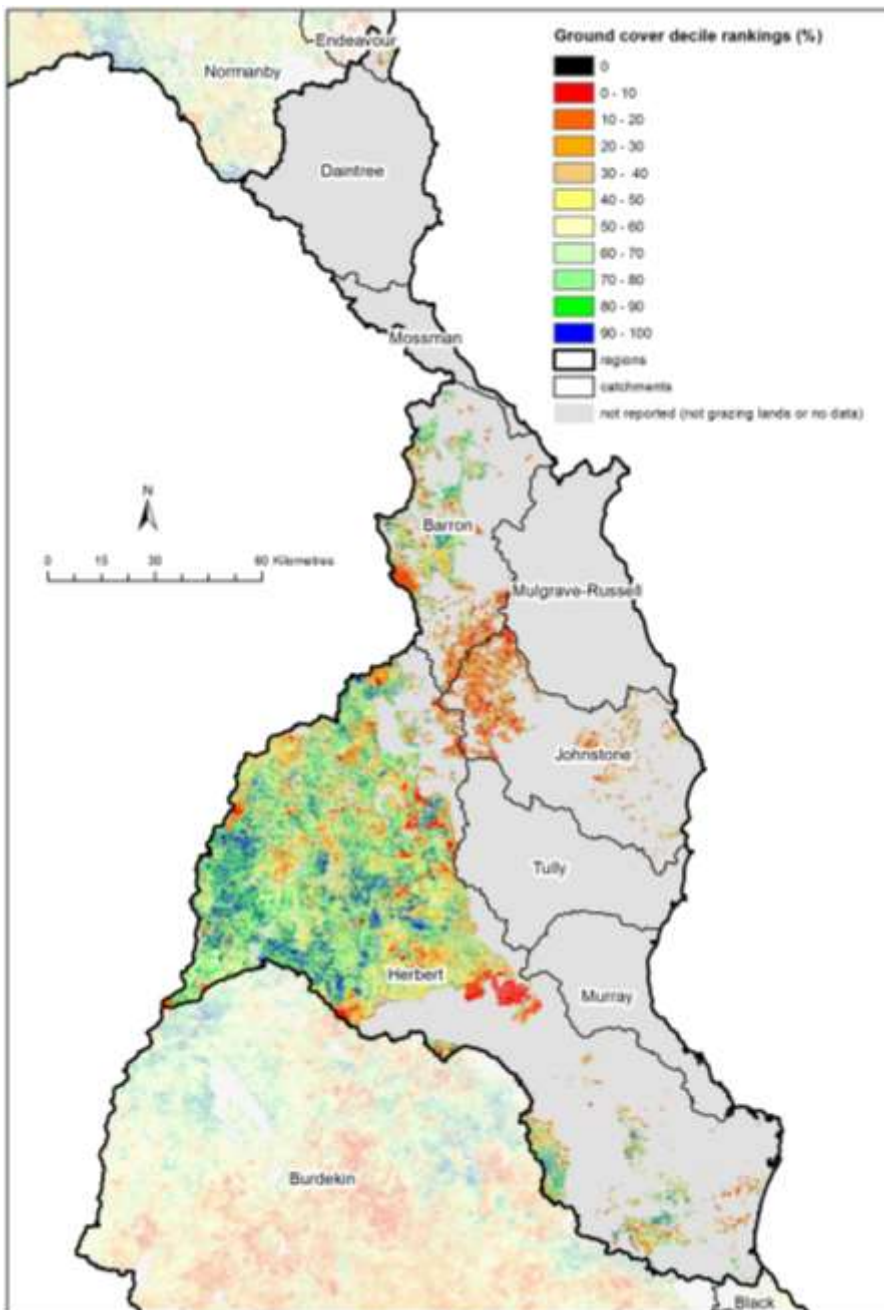 Endeavour
Normanby
Daintree
Mossman
Ground cover decile rankings (%)
0
0 - 10
10 - 20
20 - 30
30 - 40
40 - 50
50 - 60
60 - 70
70 - 80
80 - 90
90 - 100
regions
catchments
not reported (not grazing lands or no data)
N
0 15 30 60 Kilometres
Barron
Mulgrave-Russell
Johnstone
Tully
Herbert
Murray
Burdekin
Black